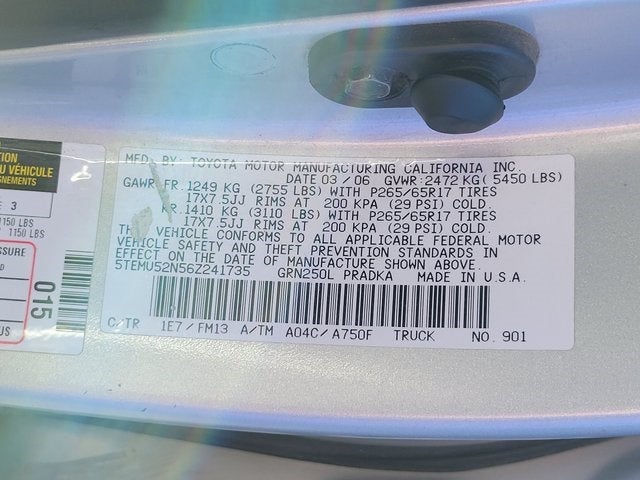 TION
U VÉHICULE
GNEMENTS
E 3
1150 LBS
1150 LBS
ESSURE
D
US
015
MFD. BY: TOYOTA MOTOR MANUFACTURING CALIFORNIA INC.
DATE 03/06 GVWR:2472 KG(5450 LBS)
GAWR FR. 1249 KG (2755 LBS) WITH P265/65R17 TIRES
17X7.5JJ RIMS AT 200 KPA (29 PSI) COLD.
RR. 1410 KG (3110 LBS) WITH P265/65R17 TIRES
17X7.5JJ RIMS AT 200 KPA (29 PSI) COLD.
VEHICLE CONFORMS TO ALL APPLICABLE FEDERAL MOTOR
VEHICLE SAFETY AND THEFT PREVENTION STANDARDS IN
EFFECT ON THE DATE OF MANUFACTURE SHOWN ABOVE.
5TEMU52N56Z241735 GRN250L PRADKA MADE IN U.S.A.
C/TR 1E7/FM13 A/TM A04C/A750F TRUCK NO.901